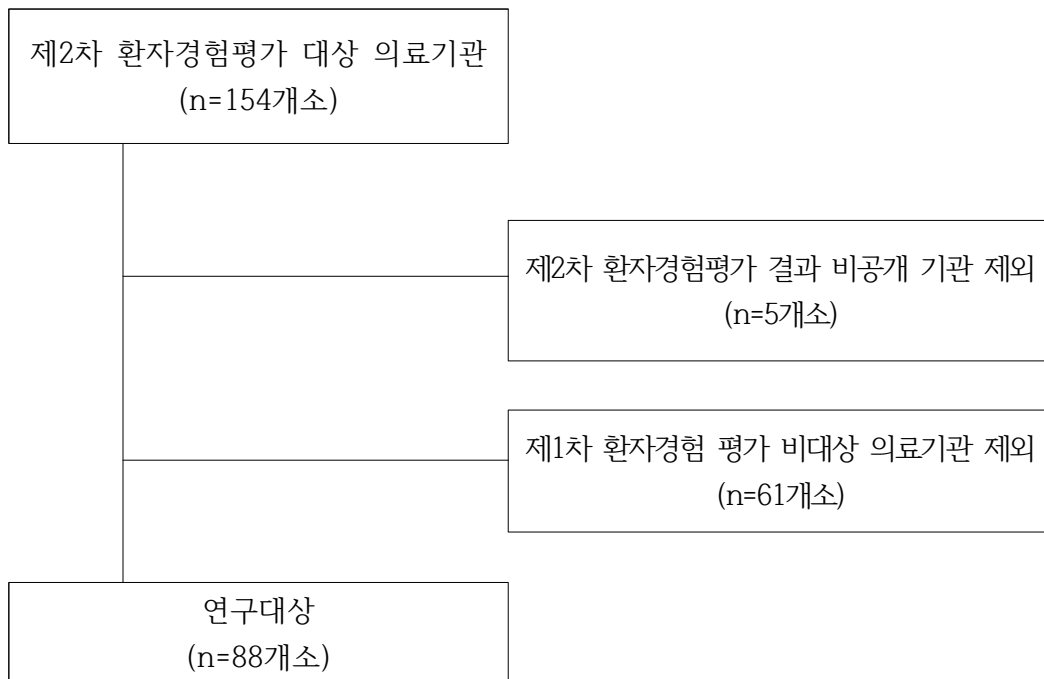 제2차 환자경험평가 대상 의료기관
(n=154개소)
제2차 환자경험평가 결과 비공개 기관 제외
(n=5개소)
제1차 환자경험 평가 비대상 의료기관 제외
(n=61개소)
연구대상
(n=88개소)